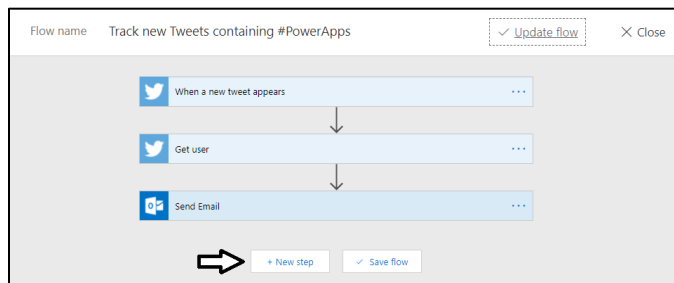 Flow name Track new Tweets containing #PowerApps ✓ Update flow ✕ Close
When a new tweet appears ...
Get user ...
Send Email ...
+ New step ✓ Save flow